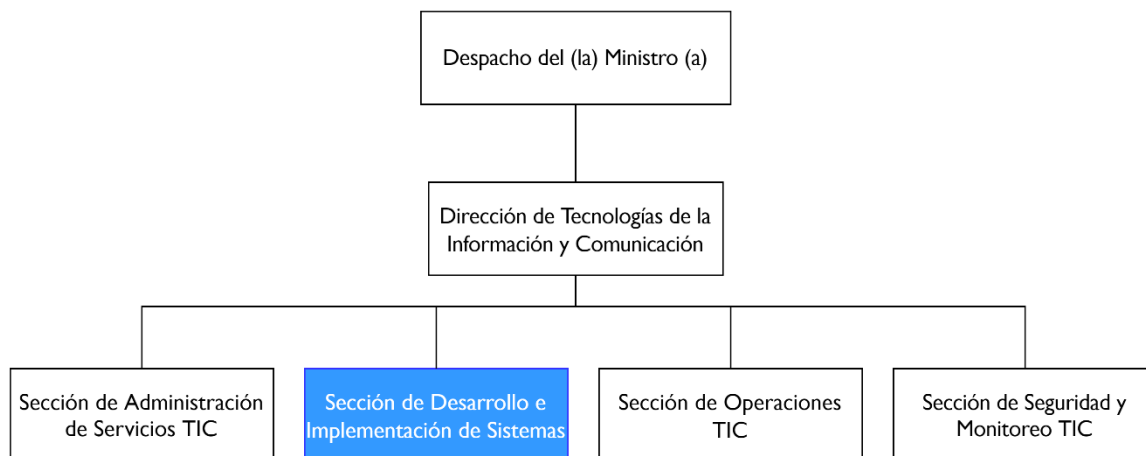 Despacho del (la) Ministro (a)
Dirección de Tecnologías de la
Información y Comunicación
Sección de Administración
de Servicios TIC
Sección de Desarrollo e
Implementación de Sistemas
Sección de Operaciones
TIC
Sección de Seguridad y
Monitoreo TIC